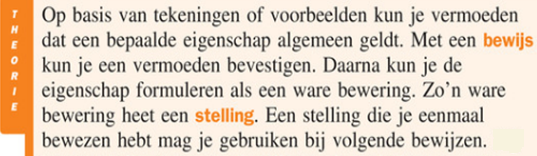 THEORIE
Op basis van tekeningen of voorbeelden kun je vermoeden
dat een bepaalde eigenschap algemeen geldt. Met een bewijs
kun je een vermoeden bevestigen. Daarna kun je de
eigenschap formuleren als een ware bewering. Zo’n ware
bewering heet een stelling. Een stelling die je eenmaal
bewezen hebt mag je gebruiken bij volgende bewijzen.